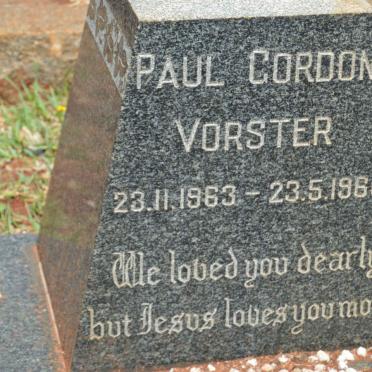 PAUL GORDON
VORSTER
23.11.1963 – 23.5.196
We loved you dearly
but Jesus loves you mo